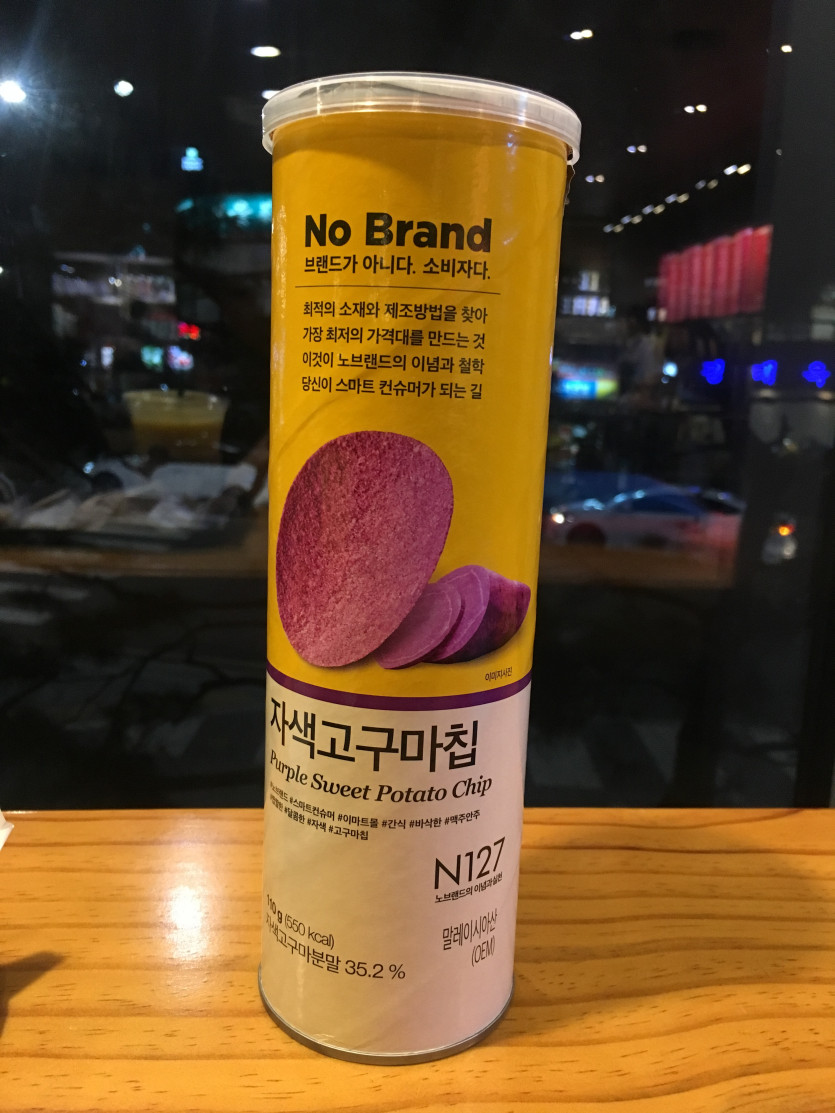 No Brand
브랜드가 아니다. 소비자다.
최적의 소재와 제조방법을 찾아
가장 최저의 가격대를 만드는 것
이것이 노브랜드의 이념과 철학
당신이 스마트 컨슈머가 되는 길
이미지사진
자색고구마칩
Purple Sweet Potato Chip
#노브랜드 #스마트컨슈머 #이마트몰 #간식 #바삭한 #맥주안주
#달콤한 #자색 #고구마칩
N127
노브랜드의 이념과 실천
110 g (550 kcal)
자색고구마분말 35.2 %
말레이시아산
(OEM)